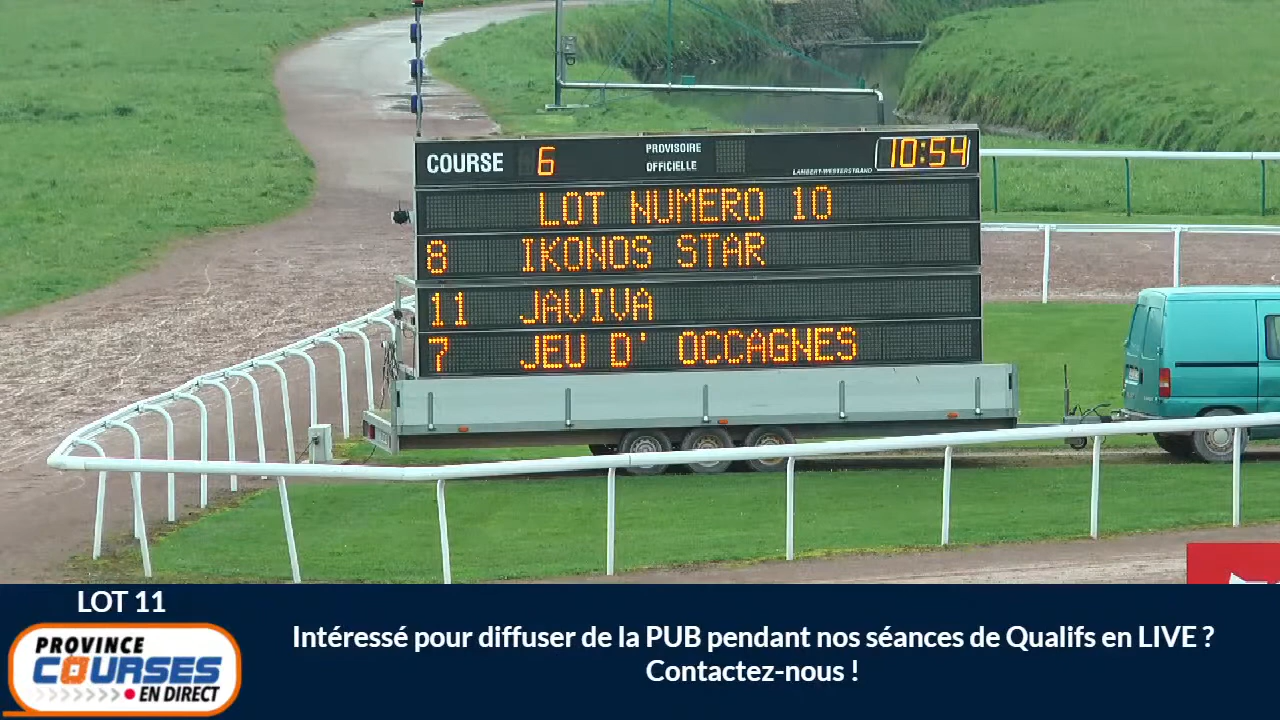 COURSE 6 PROVISOIRE 10:54
OFFICIELLE
LAMBERT-WESTERSTRAND
LOT NUMERO 10
8 IKONOS STAR
11 JAVIVA
7 JEU D' OCCAGNES
LOT 11
PROVINCE
COURSES
EN DIRECT
Intéressé pour diffuser de la PUB pendant nos séances de Qualifs en LIVE ?
Contactez-nous !